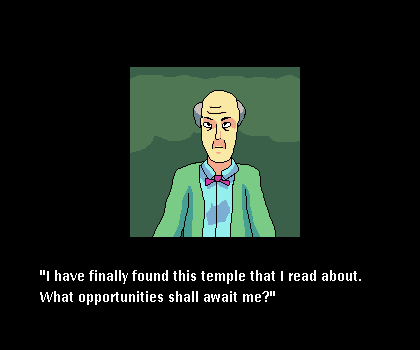 "I have finally found this temple that I read about.
What opportunities shall await me?"